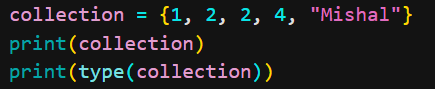 collection = {1, 2, 2, 4, "Mishal"}
print(collection)
print(type(collection))